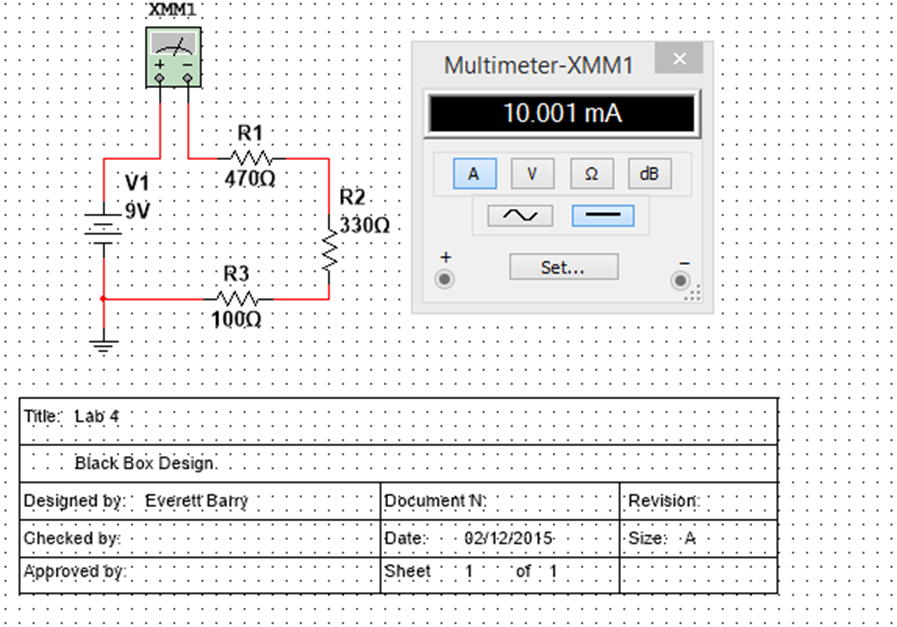 XMM1
+ −
R1
470Ω
V1
9V
R2
330Ω
R3
100Ω
Multimeter-XMM1
×
10.001 mA
A V Ω dB
+ Set... −
Title: Lab 4
Black Box Design
Designed by: Everett Barry Document N: Revision:
Checked by: Date: 02/12/2015 Size: A
Approved by: Sheet 1 of 1